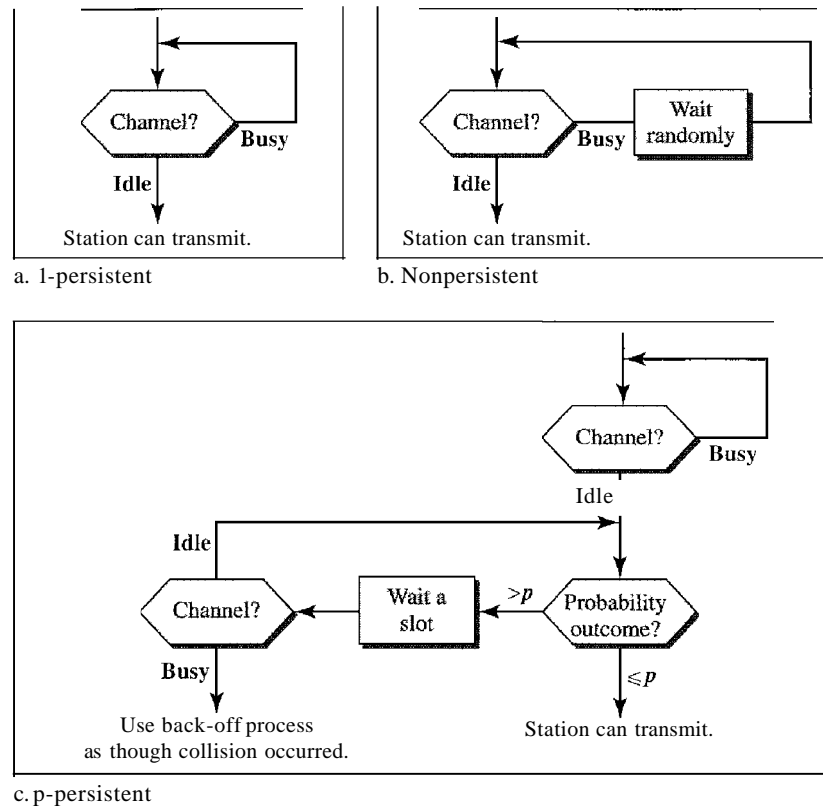 Channel?
Busy
Idle
Station can transmit.
a. 1-persistent
Channel?
Busy
Wait
randomly
Idle
Station can transmit.
b. Nonpersistent
Channel?
Busy
Idle
Idle
Channel?
Wait a
slot
>p
Probability
outcome?
Busy
≤p
Use back-off process
as though collision occurred.
Station can transmit.
c. p-persistent